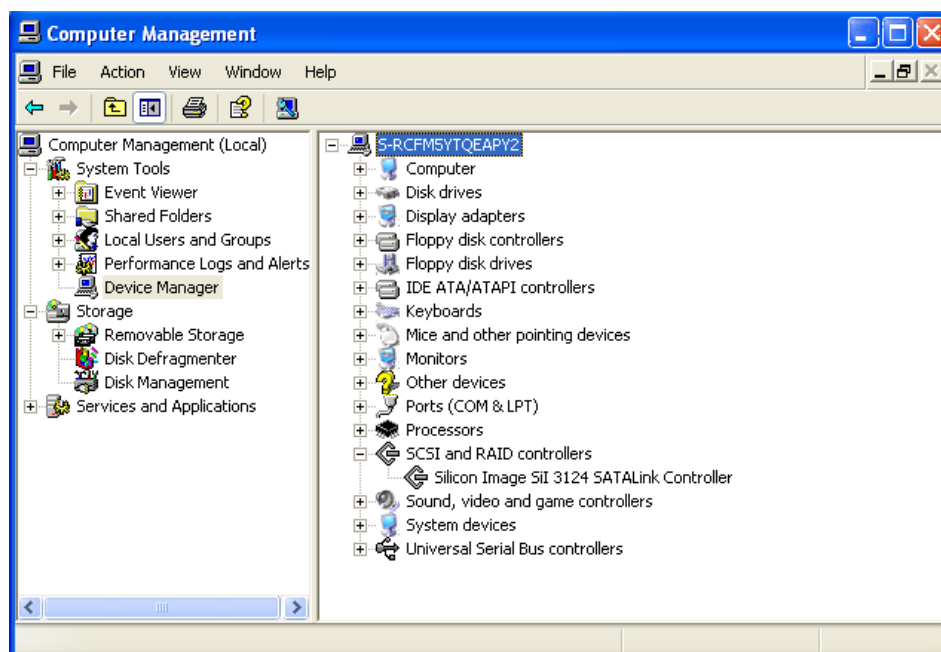 Computer Management
File Action View Window Help
Computer Management (Local)
System Tools
Event Viewer
Shared Folders
Local Users and Groups
Performance Logs and Alerts
Device Manager
Storage
Removable Storage
Disk Defragmenter
Disk Management
Services and Applications
S-RCFM5YTQEAPY2
Computer
Disk drives
Display adapters
Floppy disk controllers
Floppy disk drives
IDE ATA/ATAPI controllers
Keyboards
Mice and other pointing devices
Monitors
Other devices
Ports (COM & LPT)
Processors
SCSI and RAID controllers
Silicon Image SiI 3124 SATALink Controller
Sound, video and game controllers
System devices
Universal Serial Bus controllers